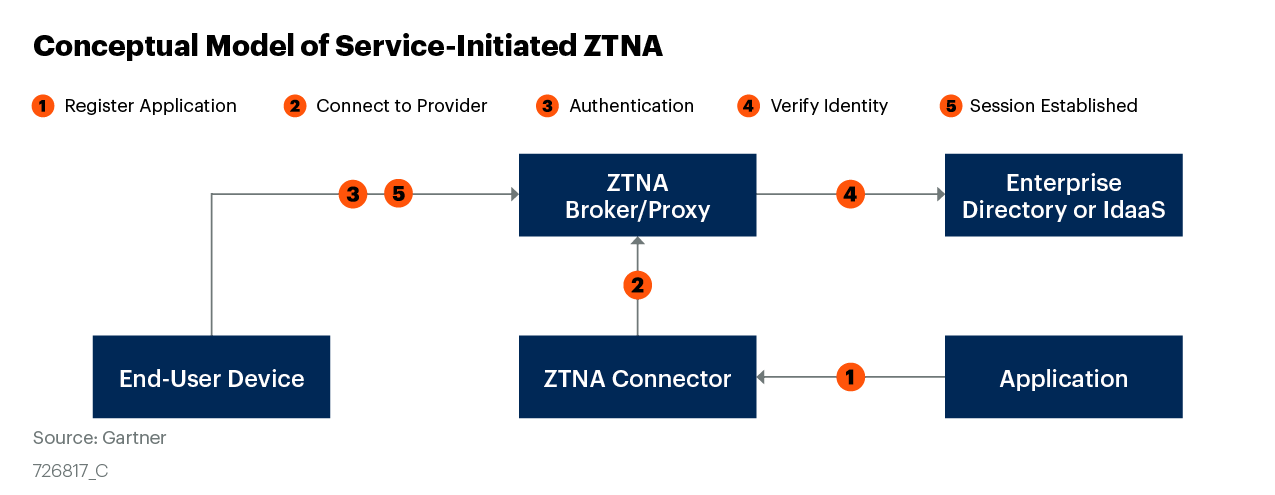 Conceptual Model of Service-Initiated ZTNA
1 Register Application
2 Connect to Provider
3 Authentication
4 Verify Identity
5 Session Established
3 5
ZTNA
Broker/Proxy
4
Enterprise
Directory or IdaaS
2
End-User Device
ZTNA Connector
1
Application
Source: Gartner
726817_C